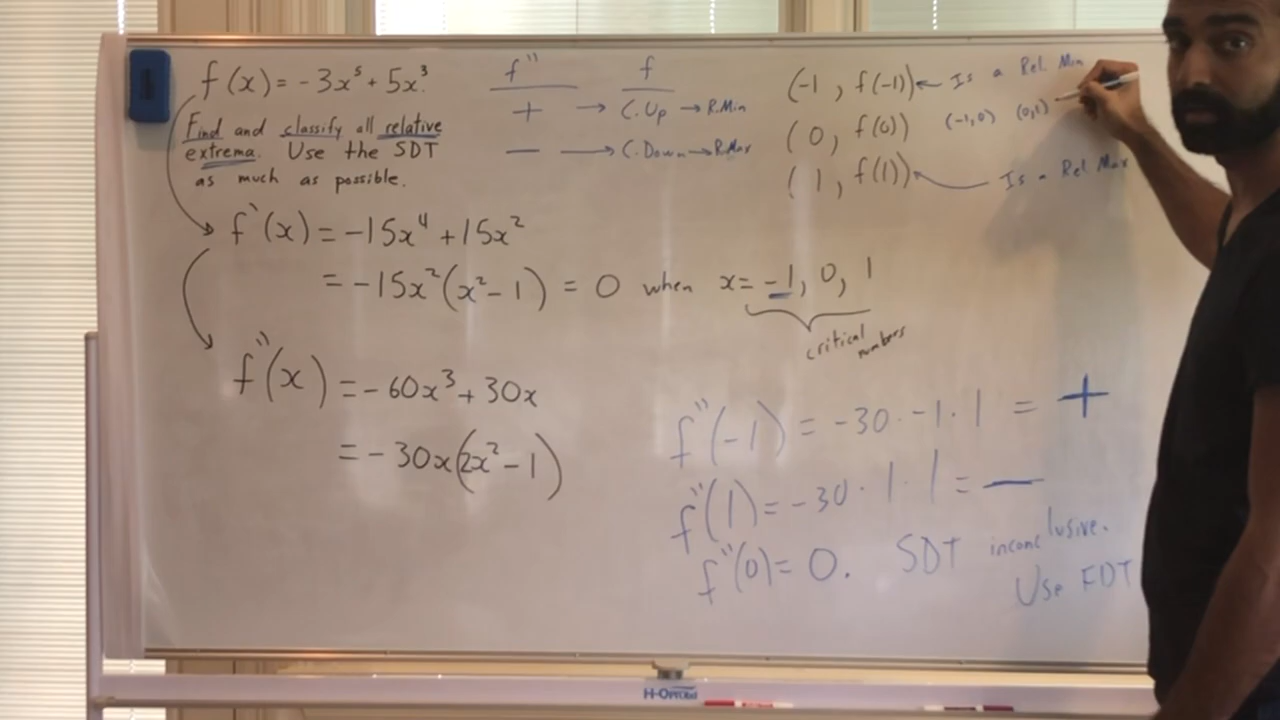 f(x) = -3x⁵ + 5x³.
Find and classify all relative
extrema. Use the SDT
as much as possible.
f'' f
+ → C.Up → R.Min
— → C.Down → R.Max
(-1, f(-1)) ← Is a Rel Min
(0, f(0)) (-1,0) (0,1)
(1, f(1)) Is a Rel Max
f'(x) = -15x⁴ + 15x²
= -15x²(x² - 1) = 0 when x = -1, 0, 1
critical numbers
f''(x) = -60x³ + 30x
= -30x(2x² - 1)
f''(-1) = -30 · -1 · 1 = +
f''(1) = -30 · 1 · 1 = —
f''(0) = 0. SDT inconclusive.
Use FDT